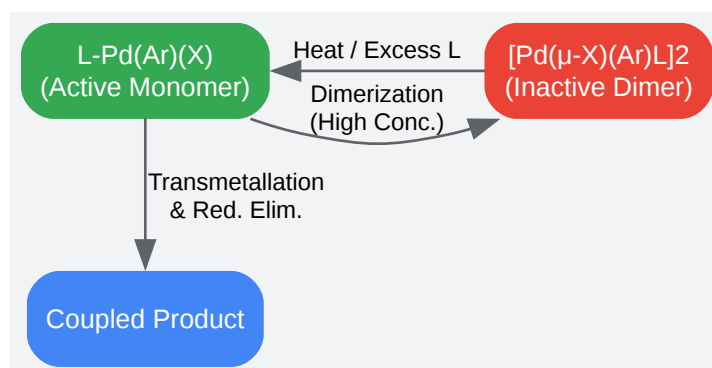 L-Pd(Ar)(X)
(Active Monomer)
Heat / Excess L
[Pd(μ-X)(Ar)L]2
(Inactive Dimer)
Dimerization
(High Conc.)
Transmetallation
& Red. Elim.
Coupled Product